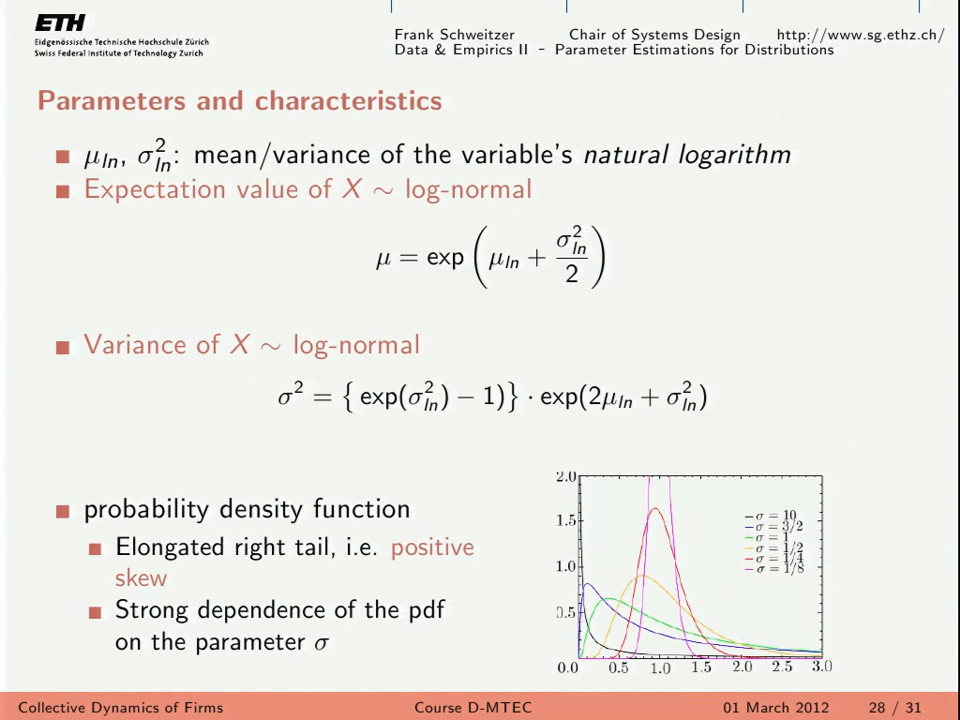 ETH
Eidgenössische Technische Hochschule Zürich
Swiss Federal Institute of Technology Zurich
Frank Schweitzer Chair of Systems Design http://www.sg.ethz.ch/
Data & Empirics II - Parameter Estimations for Distributions
Parameters and characteristics
μ_ln, σ²_ln: mean/variance of the variable's natural logarithm
Expectation value of X ∼ log-normal
μ = exp(μ_ln + σ²_ln / 2)
Variance of X ∼ log-normal
σ² = { exp(σ²_ln) − 1)} · exp(2μ_ln + σ²_ln)
probability density function
Elongated right tail, i.e. positive
skew
Strong dependence of the pdf
on the parameter σ
2.0
1.5
1.0
0.5
σ = 10
σ = 3/2
σ = 1
σ = 1/2
σ = 1/4
σ = 1/8
0.0 0.5 1.0 1.5 2.0 2.5 3.0
Collective Dynamics of Firms Course D-MTEC 01 March 2012 28 / 31